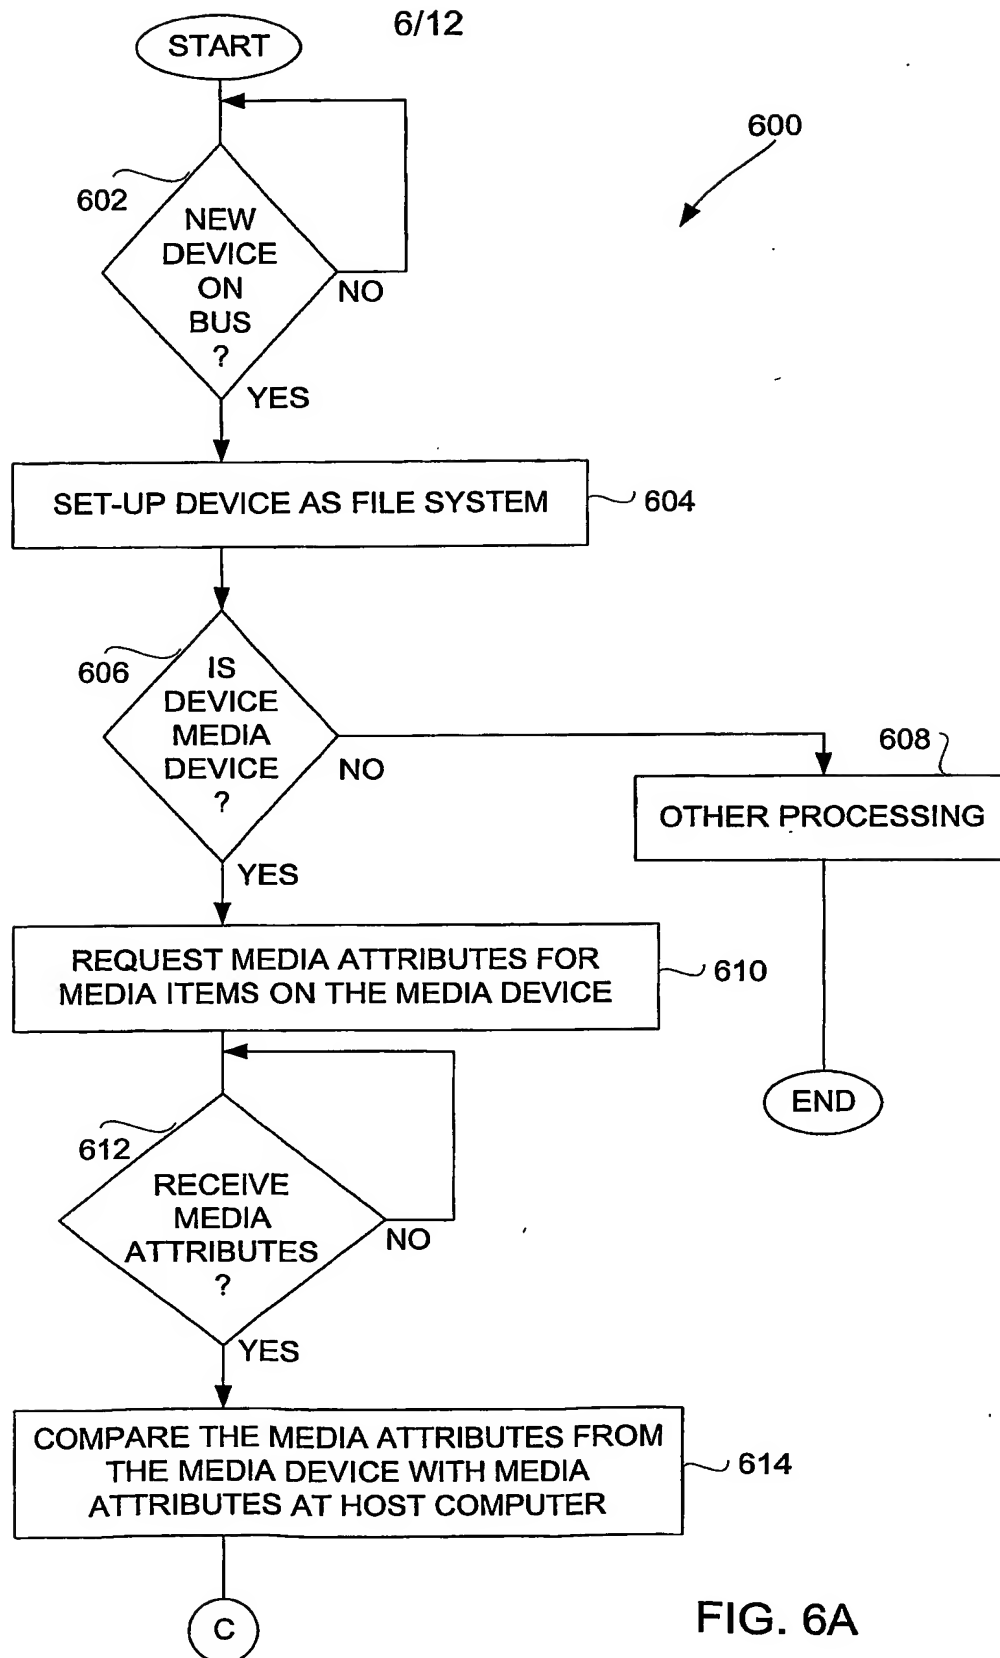 6/12
START
600
602
NEW
DEVICE
ON
BUS
?
NO
YES
SET-UP DEVICE AS FILE SYSTEM
604
606
IS
DEVICE
MEDIA
DEVICE
?
NO
608
OTHER PROCESSING
YES
REQUEST MEDIA ATTRIBUTES FOR
MEDIA ITEMS ON THE MEDIA DEVICE
610
END
612
RECEIVE
MEDIA
ATTRIBUTES
?
NO
YES
COMPARE THE MEDIA ATTRIBUTES FROM
THE MEDIA DEVICE WITH MEDIA
ATTRIBUTES AT HOST COMPUTER
614
C
FIG. 6A